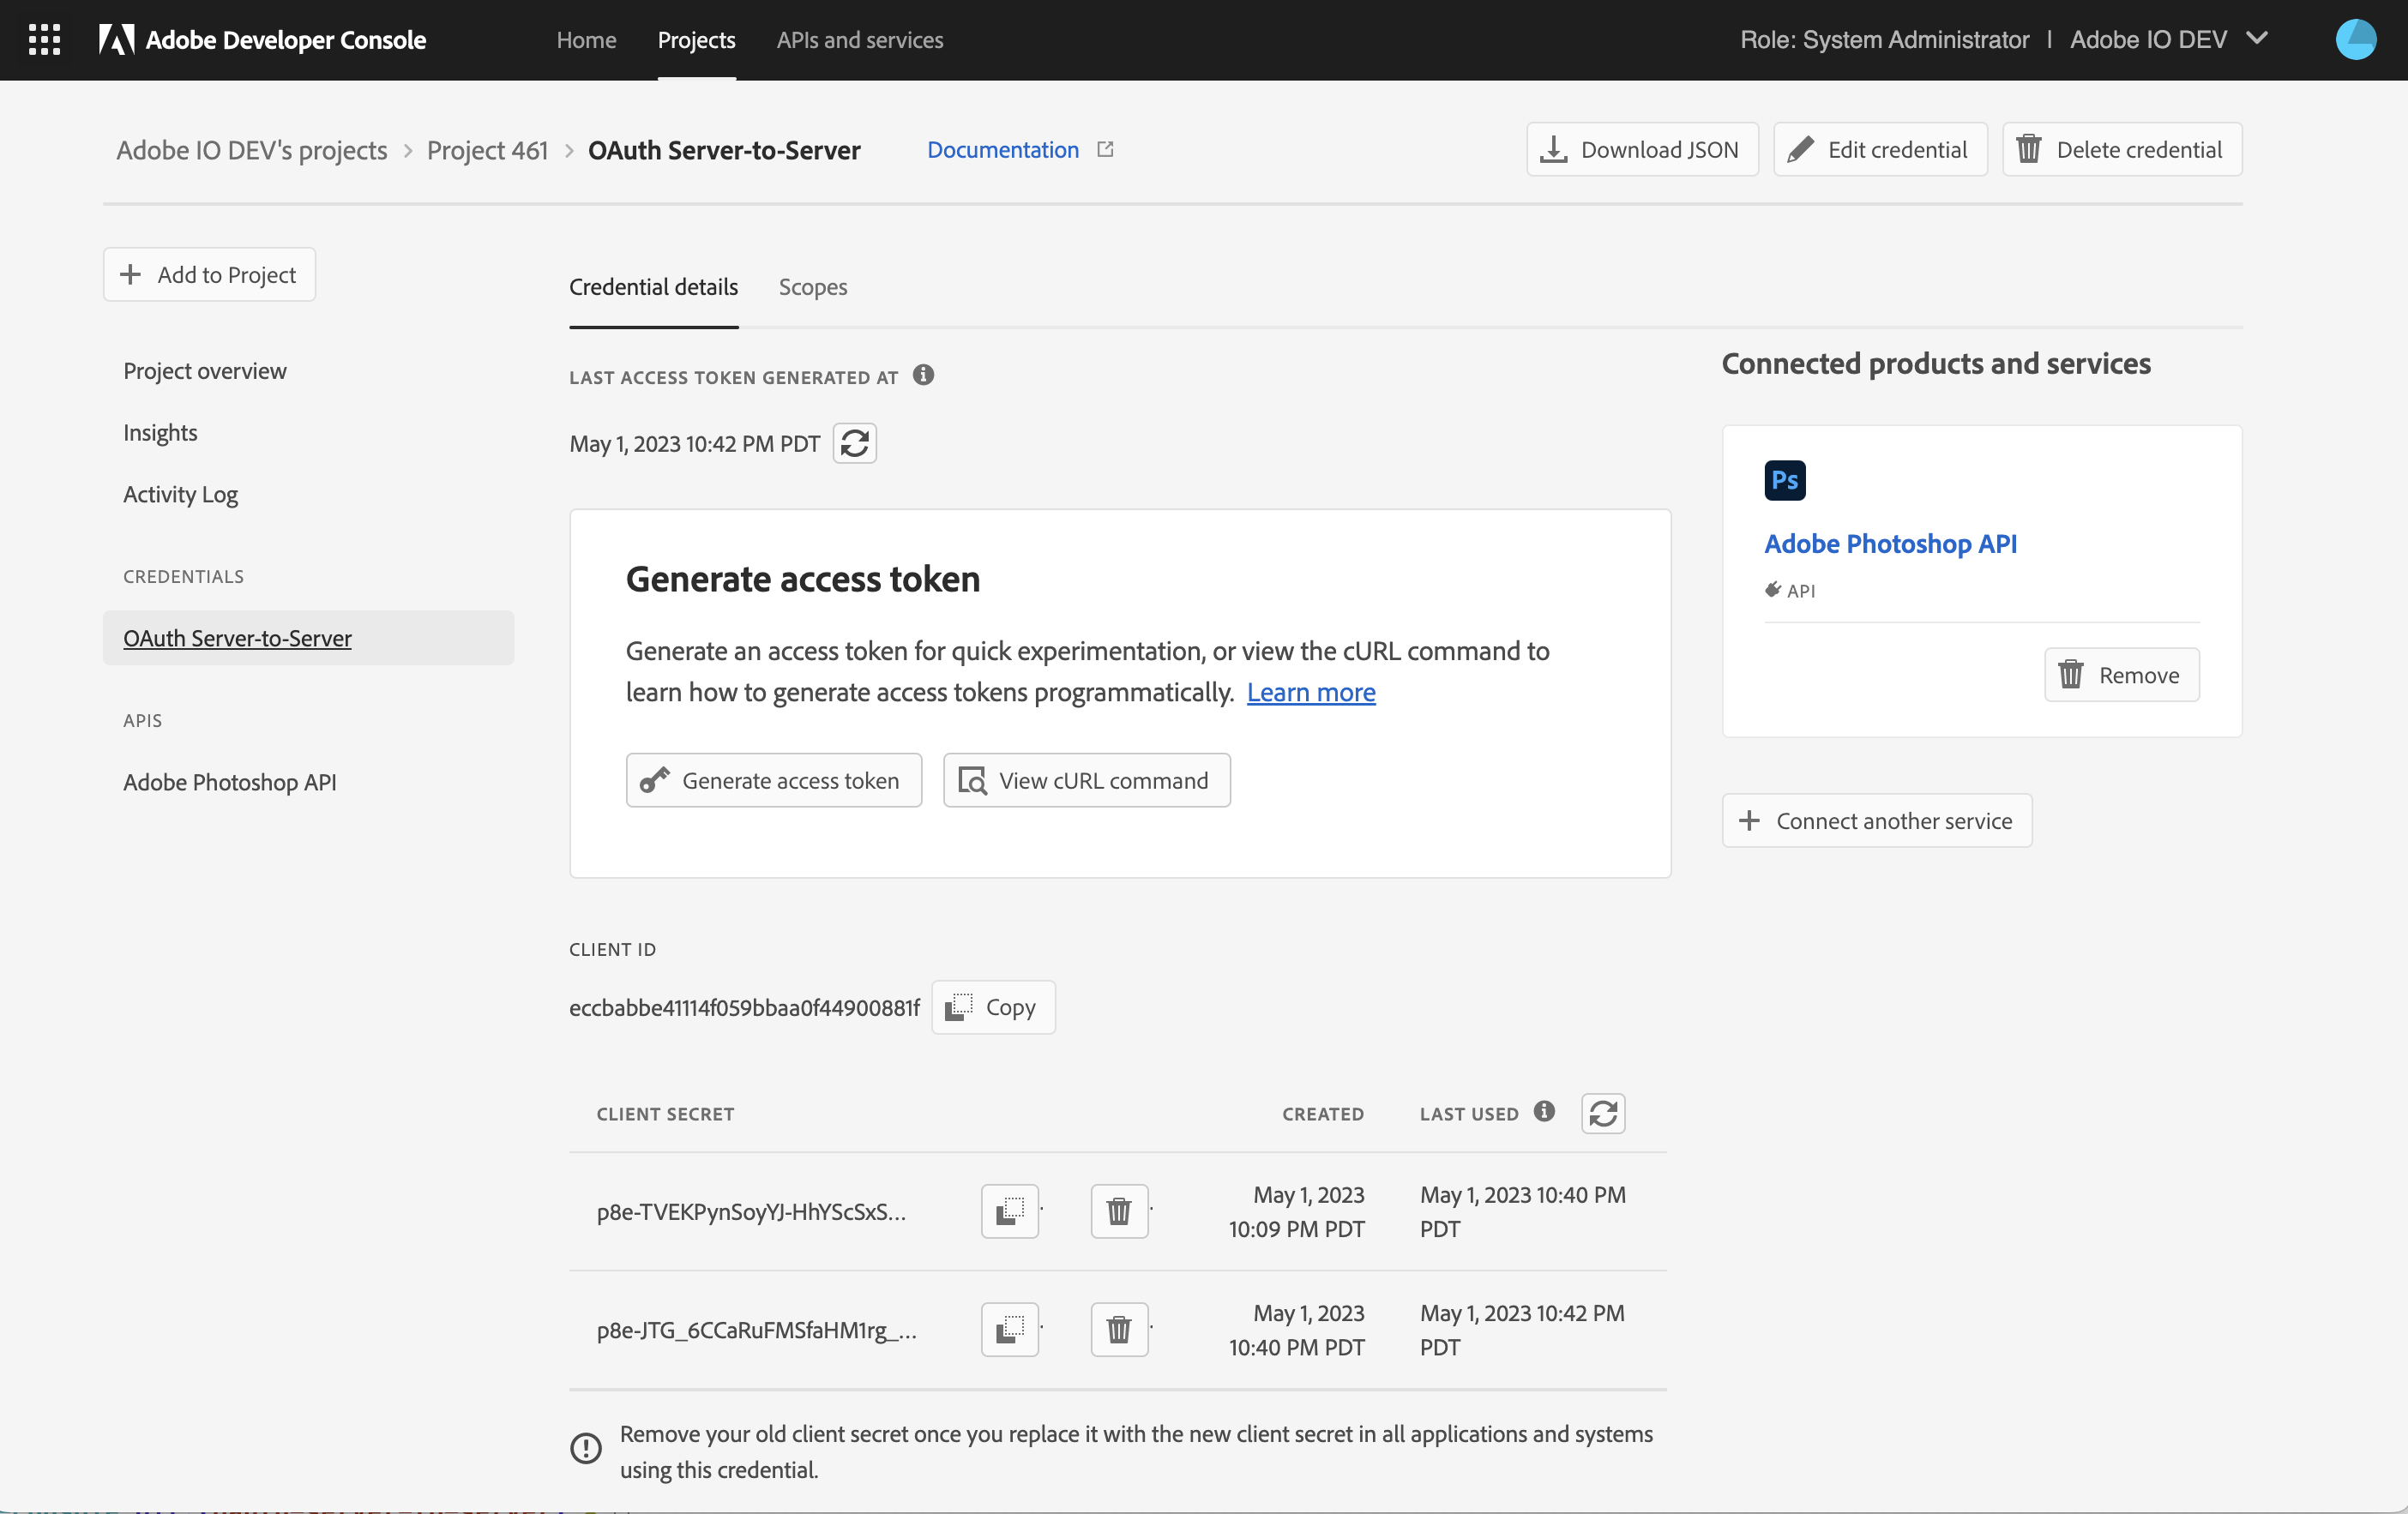 Adobe Developer Console
Home
Projects
APIs and services
Role: System Administrator | Adobe IO DEV
Adobe IO DEV's projects > Project 461 > OAuth Server-to-Server
Documentation
Download JSON
Edit credential
Delete credential
Add to Project
Project overview
Insights
Activity Log
CREDENTIALS
OAuth Server-to-Server
APIS
Adobe Photoshop API
Credential details
Scopes
LAST ACCESS TOKEN GENERATED AT
May 1, 2023 10:42 PM PDT
Generate access token
Generate an access token for quick experimentation, or view the cURL command to
learn how to generate access tokens programmatically. Learn more
Generate access token
View cURL command
CLIENT ID
eccbabbe41114f059bbaa0f44900881f
Copy
CLIENT SECRET
CREATED
LAST USED
p8e-TVEKPynSoyYJ-HhYScSxS...
May 1, 2023
10:09 PM PDT
May 1, 2023 10:40 PM
PDT
p8e-JTG_6CCaRuFMSfaHM1rg_...
May 1, 2023
10:40 PM PDT
May 1, 2023 10:42 PM
PDT
Remove your old client secret once you replace it with the new client secret in all applications and systems
using this credential.
Connected products and services
Ps
Adobe Photoshop API
API
Remove
Connect another service